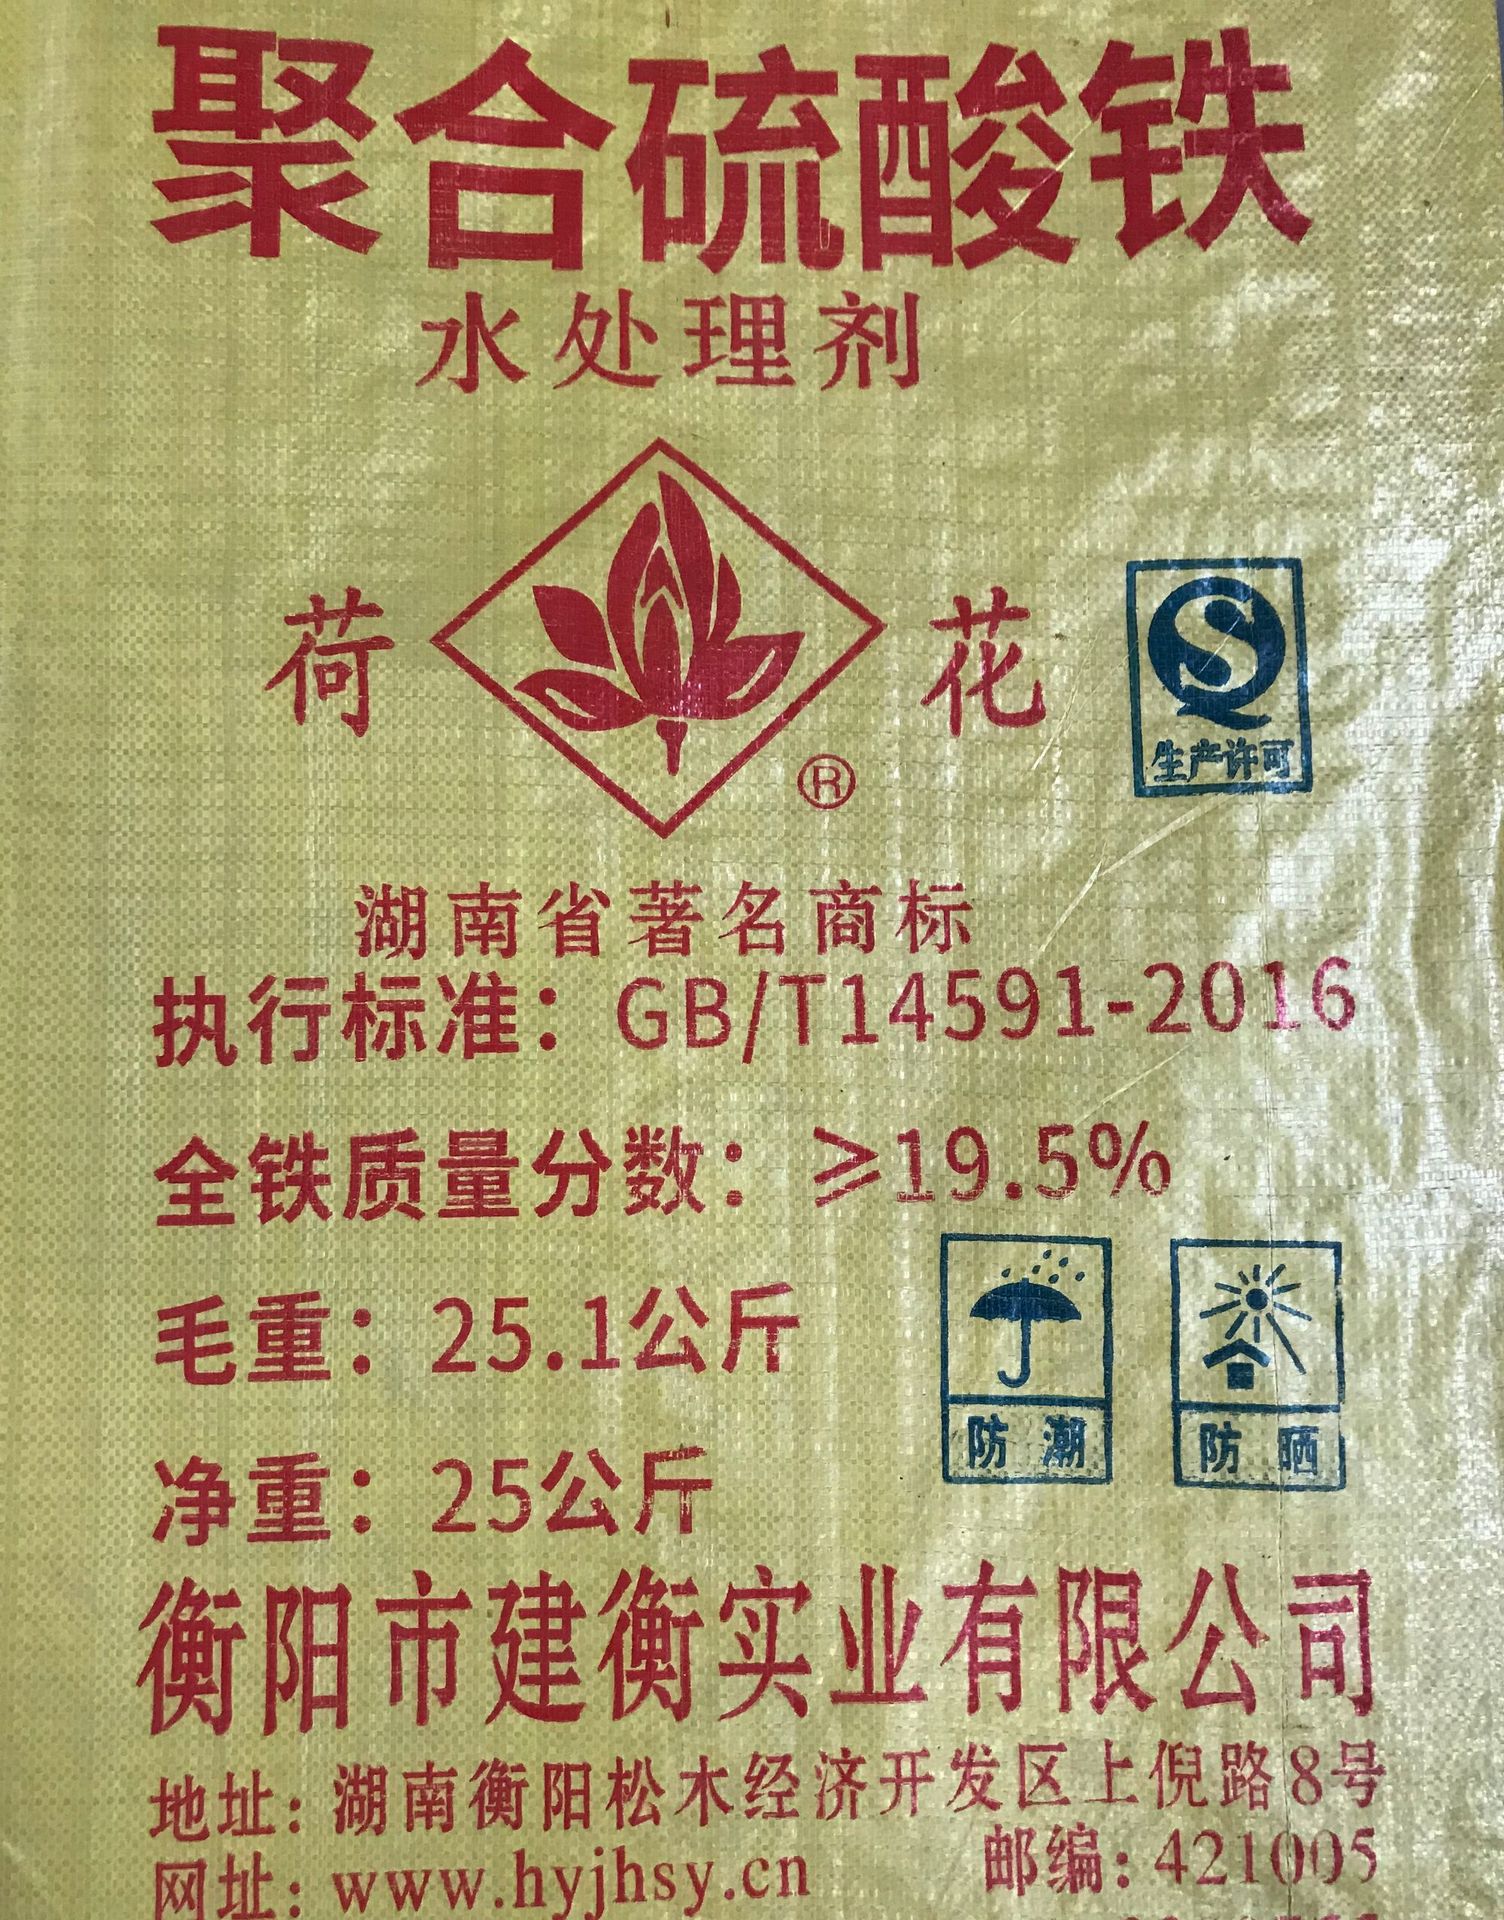 聚合硫酸铁
水处理剂
荷 花
®
生产许可
湖南省著名商标
执行标准：GB/T14591-2016
全铁质量分数：≥19.5%
毛重：25.1公斤
净重：25公斤
防潮
防晒
衡阳市建衡实业有限公司
地址：湖南衡阳松木经济开发区上倪路8号
网址：www.hyjhsy.cn 邮编：421005